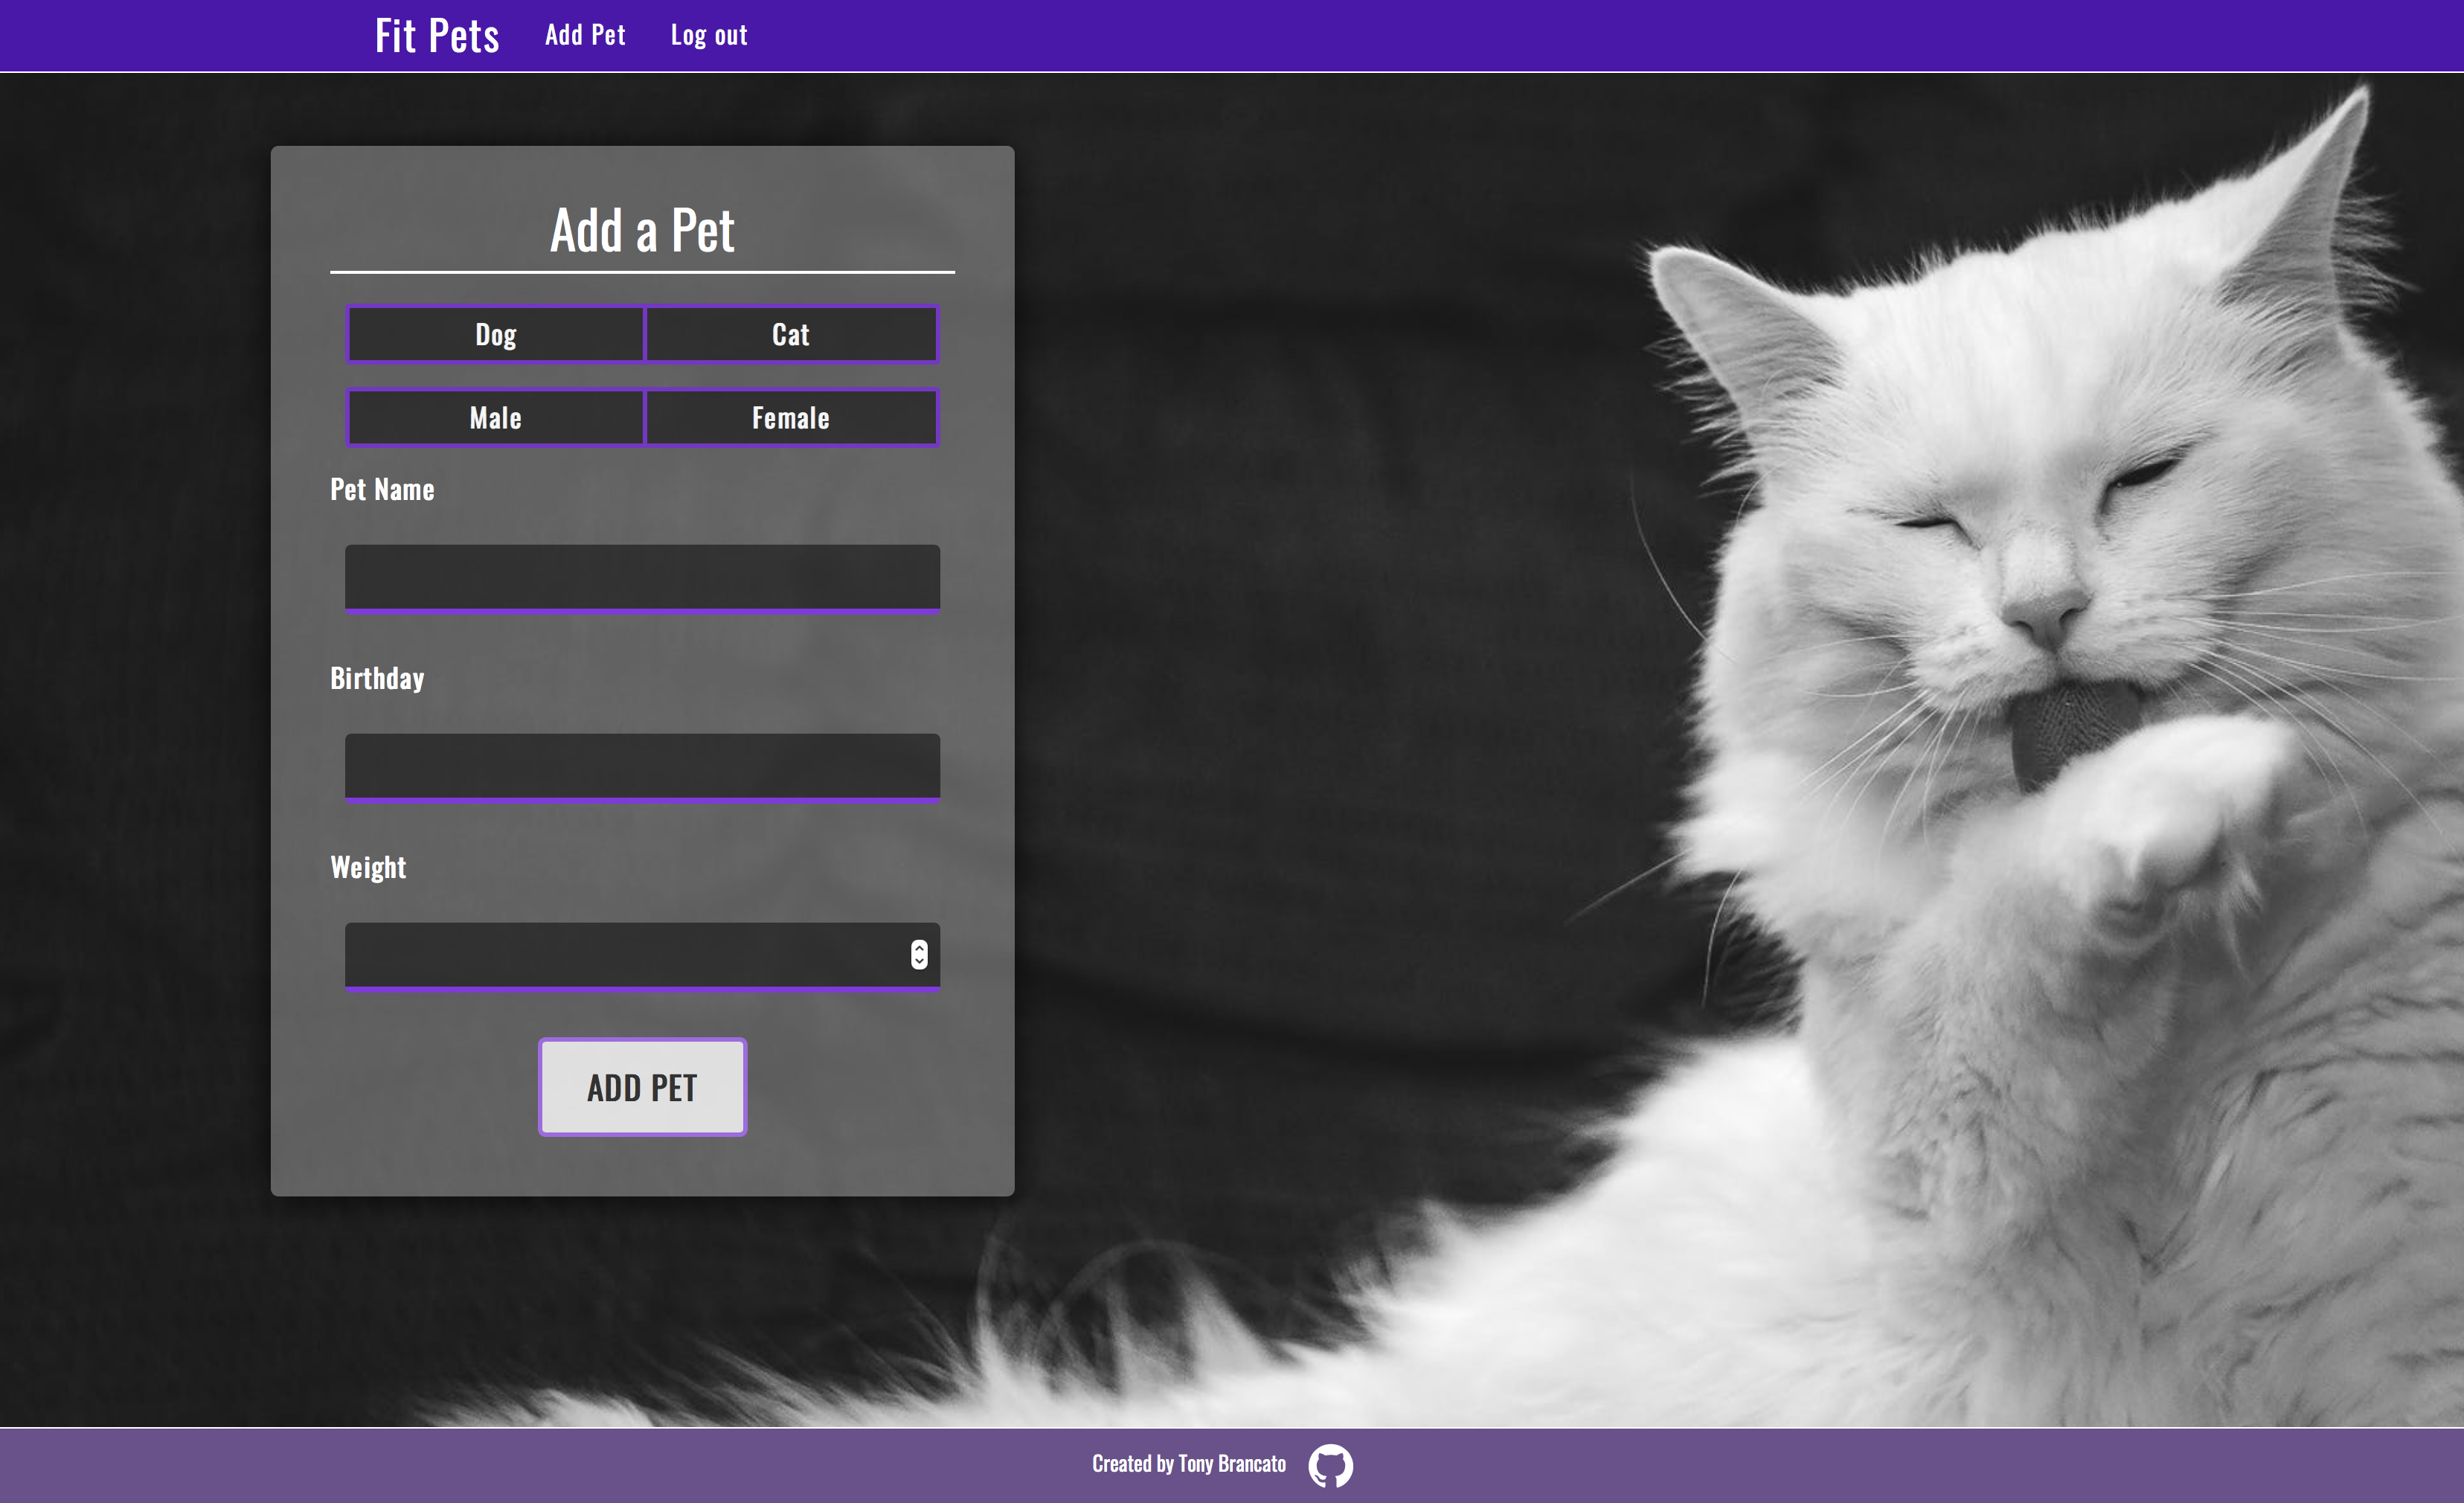 Fit Pets Add Pet Log out
Add a Pet
Dog Cat
Male Female
Pet Name
Birthday
Weight
ADD PET
Created by Tony Brancato